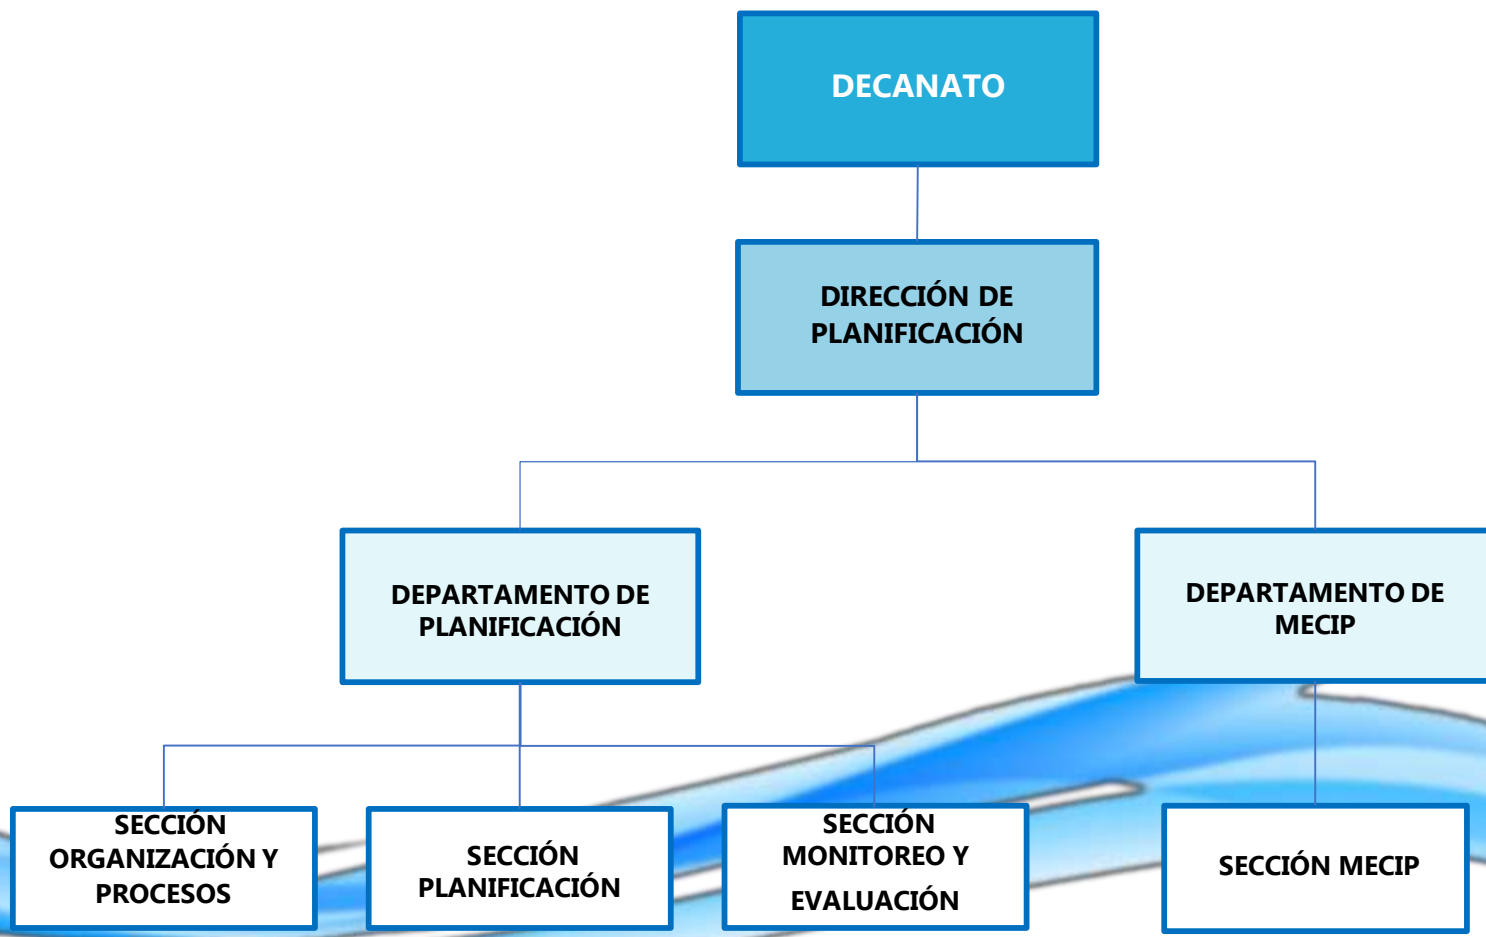 DECANATO
DIRECCIÓN DE
PLANIFICACIÓN
DEPARTAMENTO DE
PLANIFICACIÓN
DEPARTAMENTO DE
MECIP
SECCIÓN
ORGANIZACIÓN Y
PROCESOS
SECCIÓN
PLANIFICACIÓN
SECCIÓN
MONITOREO Y
EVALUACIÓN
SECCIÓN MECIP